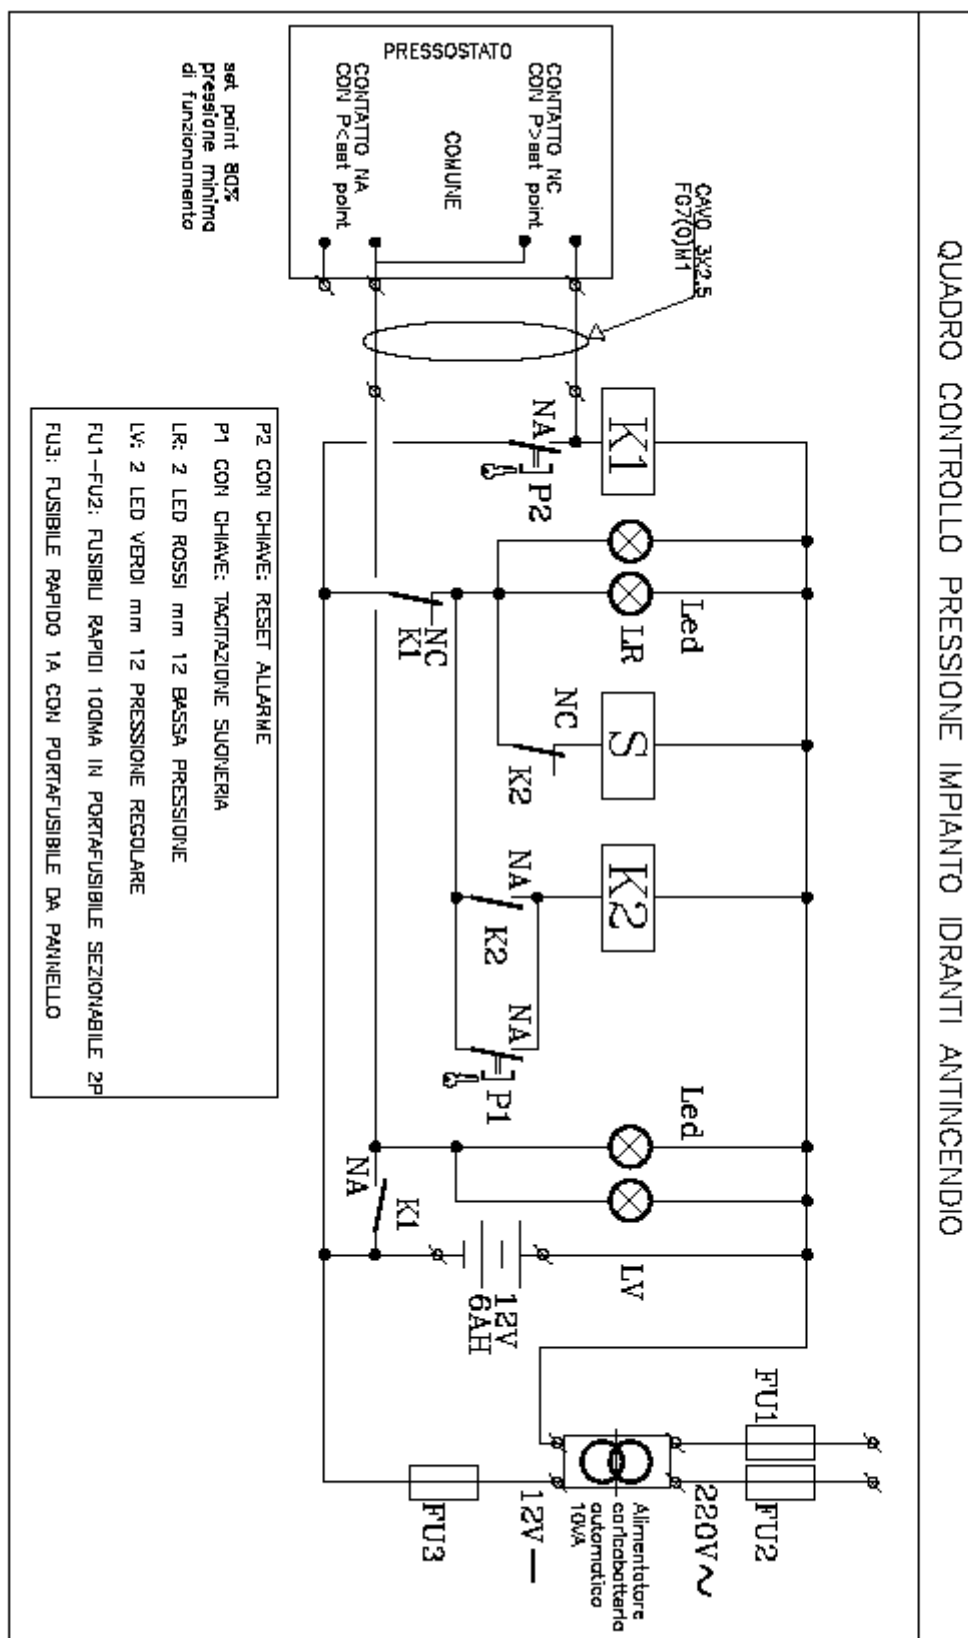 QUADRO CONTROLLO PRESSIONE IMPIANTO IDRANTI ANTINCENDIO
PRESSOSTATO
CONTATTO NC
CON P>set point
COMUNE
CONTATTO NA
CON P<set point
set point 80%
pressione minima
di funzionamento
CAVO 3X2.5
FG7(O)M1
K1
NA
P2
Led
LR
NC
K1
S
NC
K2
K2
NA
K2
NA
P1
Led
LV
NA
K1
12V
6AH
FU1
FU2
220V~
Alimentatore
caricabatteria
automatico
10VA
12V
FU3
P2 CON CHIAVE: RESET ALLARME
P1 CON CHIAVE: TACITAZIONE SUONERIA
LR: 2 LED ROSSI mm 12 BASSA PRESSIONE
LV: 2 LED VERDI mm 12 PRESSIONE REGOLARE
FU1-FU2: FUSIBILI RAPIDI 100MA IN PORTAFUSIBILE SEZIONABILE 2P
FU3: FUSIBILE RAPIDO 1A CON PORTAFUSIBILE DA PANNELLO